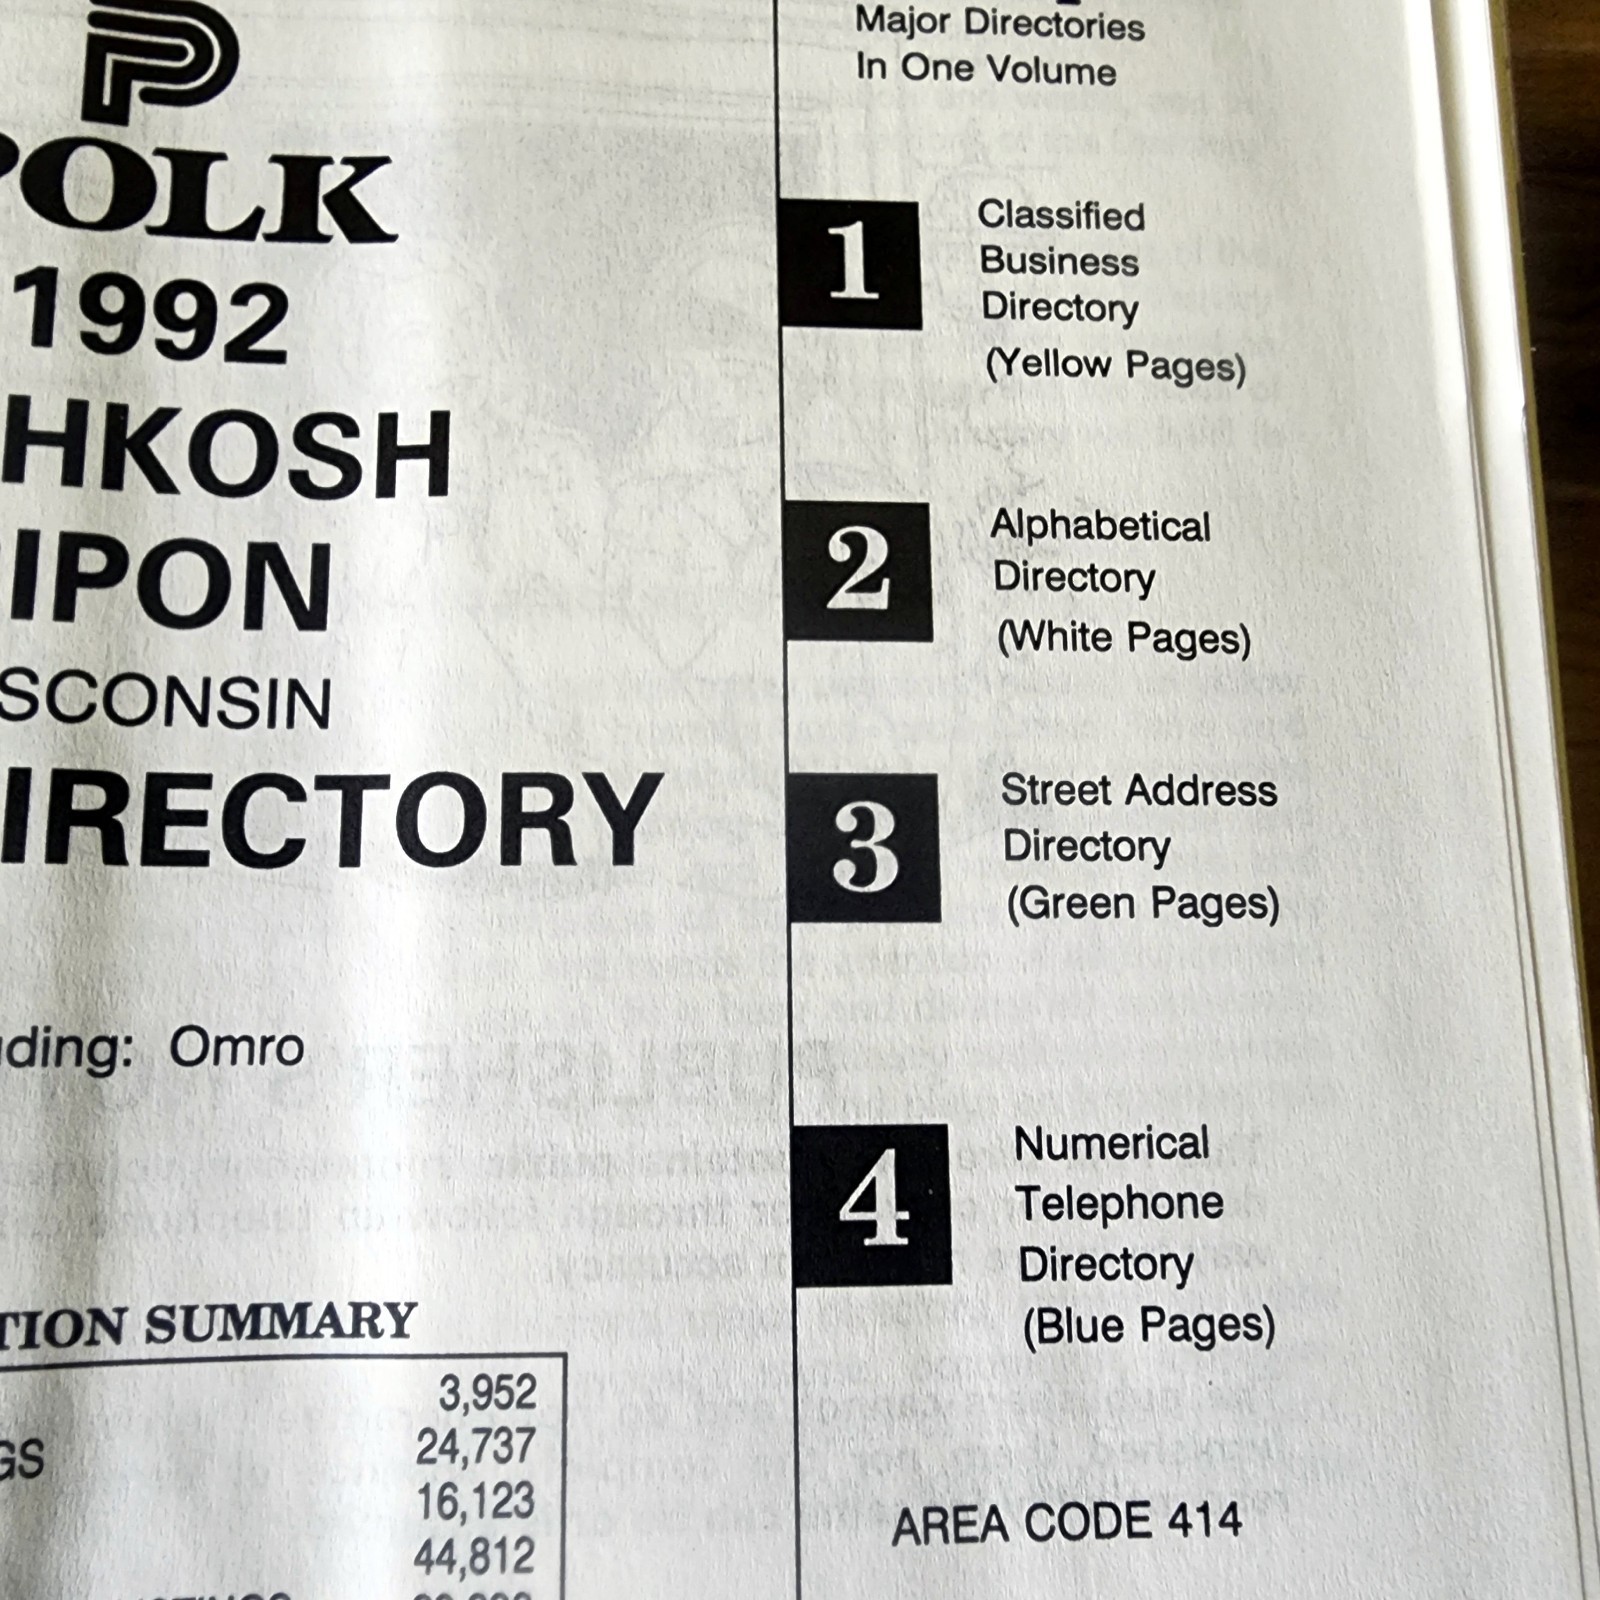 POLK
1992
HKOSH
IPON
SCONSIN
IRECTORY
ding: Omro
TION SUMMARY
3,952
24,737
GS
16,123
44,812
Major Directories
In One Volume
1
Classified
Business
Directory
(Yellow Pages)
2
Alphabetical
Directory
(White Pages)
3
Street Address
Directory
(Green Pages)
4
Numerical
Telephone
Directory
(Blue Pages)
AREA CODE 414